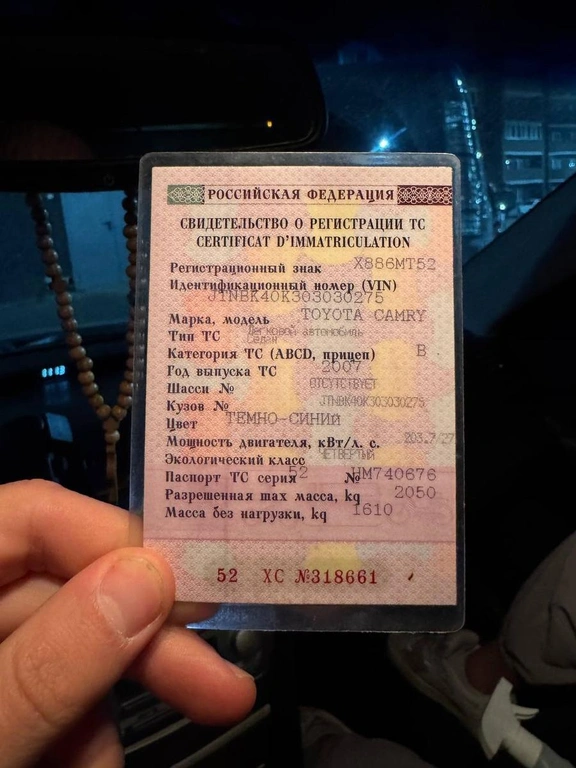 РОССИЙСКАЯ ФЕДЕРАЦИЯ
СВИДЕТЕЛЬСТВО О РЕГИСТРАЦИИ ТС
CERTIFICAT D'IMMATRICULATION
Регистрационный знак Х886МТ52
Идентификационный номер (VIN)
JTNBK40K303030275
Марка, модель TOYOTA CAMRY
Тип ТС Легковой автомобиль
Седан
Категория ТС (ABCD, прицеп) B
Год выпуска ТС 2007
Шасси № ОТСУТСТВУЕТ
Кузов № JTNBK40K303030275
Цвет ТЕМНО-СИНИЙ
Мощность двигателя, кВт/л. с. 203.7/27
Экологический класс ЧЕТВЕРТЫЙ
Паспорт ТС серия 52 № НМ740676
Разрешенная max масса, kg 2050
Масса без нагрузки, kg 1610
52 ХС №318661